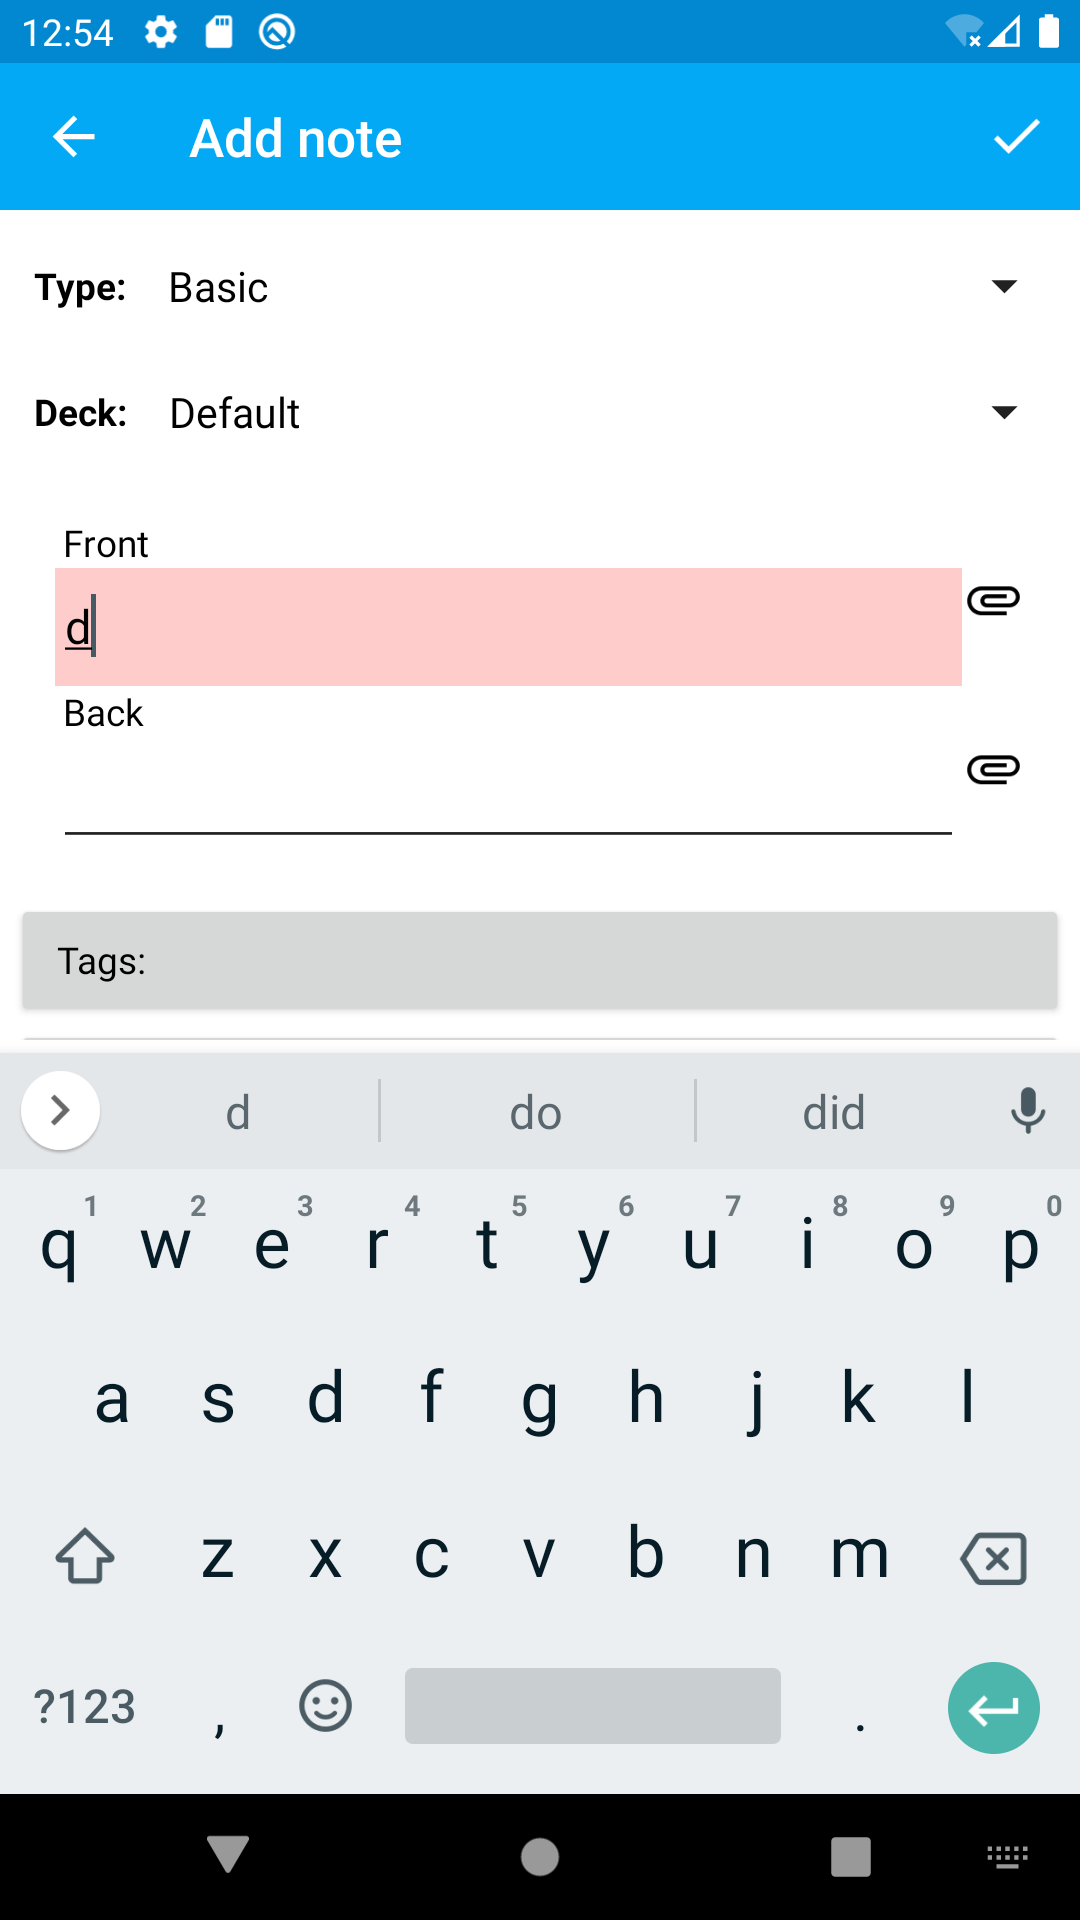 12:54
Add note
Type: Basic
Deck: Default
Front
d
Back
Tags:
d do did
1 2 3 4 5 6 7 8 9 0
q w e r t y u i o p
a s d f g h j k l
z x c v b n m
?123 , .